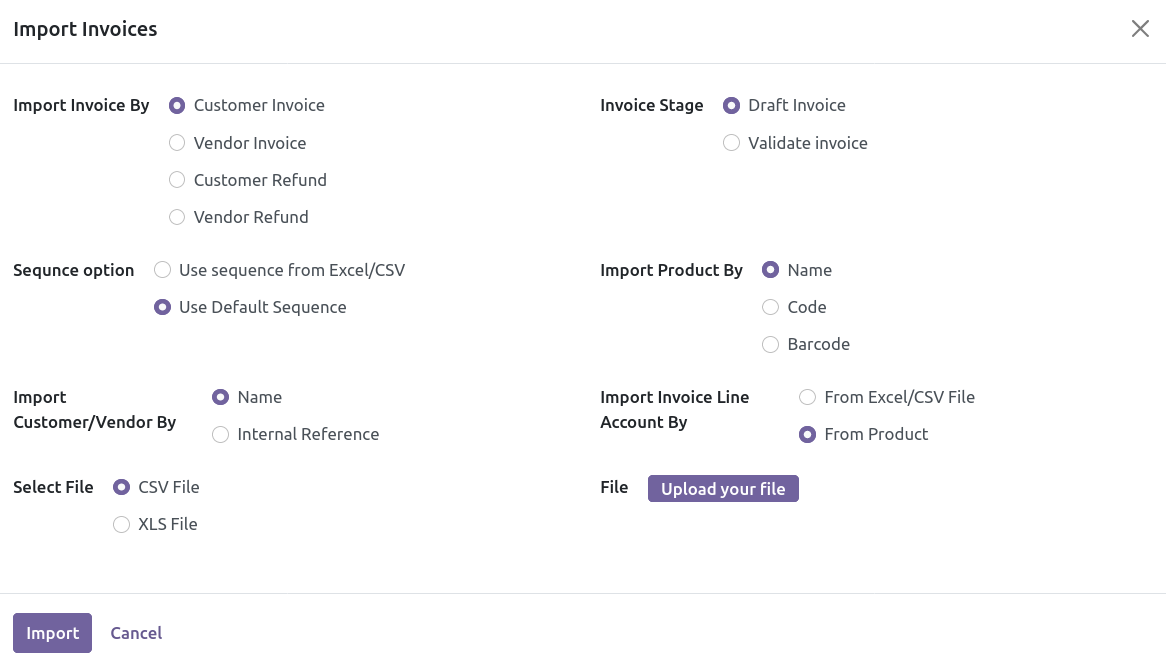 Import Invoices
Import Invoice By
Customer Invoice
Vendor Invoice
Customer Refund
Vendor Refund
Invoice Stage
Draft Invoice
Validate invoice
Sequnce option
Use sequence from Excel/CSV
Use Default Sequence
Import Product By
Name
Code
Barcode
Import
Customer/Vendor By
Name
Internal Reference
Import Invoice Line
Account By
From Excel/CSV File
From Product
Select File
CSV File
XLS File
File
Upload your file
Import
Cancel